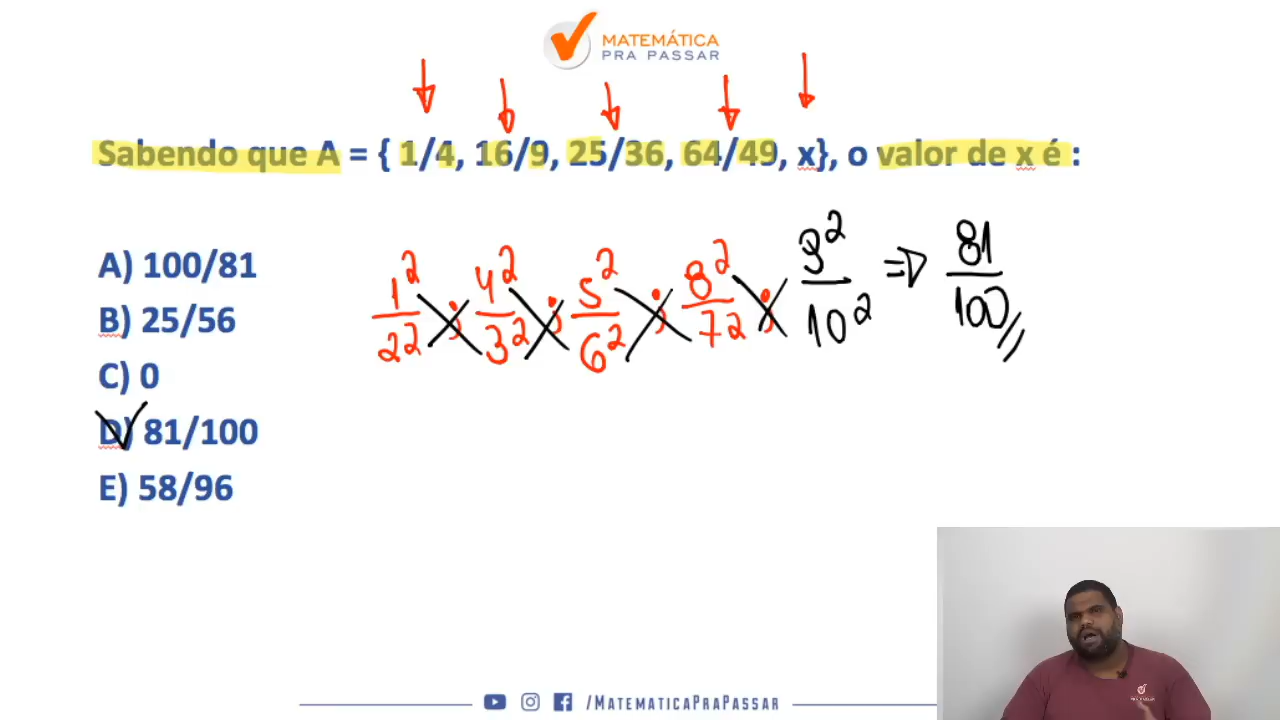 MATEMÁTICA
PRA PASSAR
Sabendo que A = { 1/4, 16/9, 25/36, 64/49, x}, o valor de x é :
A) 100/81
B) 25/56
C) 0
D) 81/100
E) 58/96
1²/2² ; 4²/3² ; 5²/6² ; 8²/7² ; 9²/10² ⇒ 81/100
/MATEMATICAPRAPASSAR